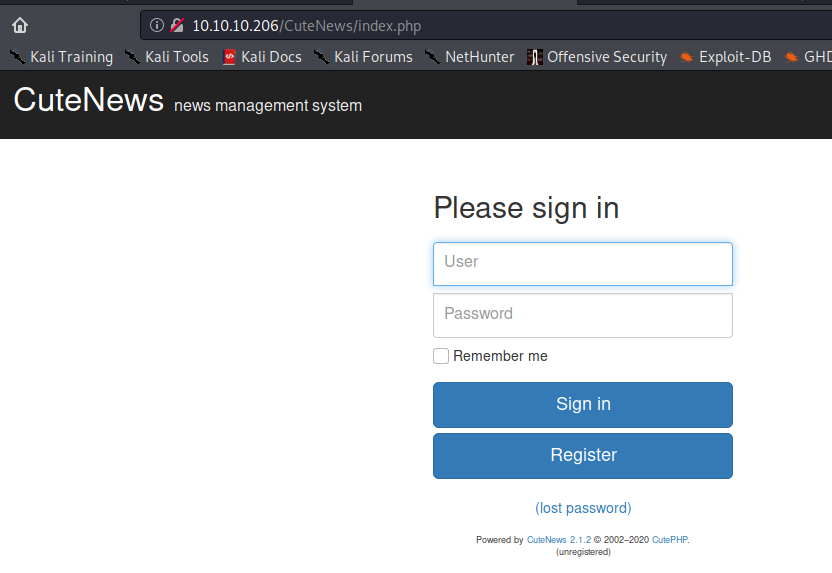 10.10.10.206/CuteNews/index.php
Kali Training Kali Tools Kali Docs Kali Forums NetHunter Offensive Security Exploit-DB GHD
CuteNews news management system
Please sign in
User
Password
Remember me
Sign in
Register
(lost password)
Powered by CuteNews 2.1.2 © 2002–2020 CutePHP.
(unregistered)